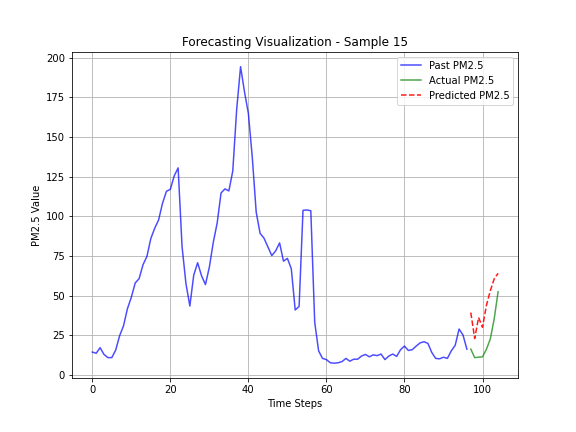 Forecasting Visualization - Sample 15
200
175
150
125
100
75
50
25
0
PM2.5 Value
0 20 40 60 80 100
Time Steps
Past PM2.5
Actual PM2.5
Predicted PM2.5